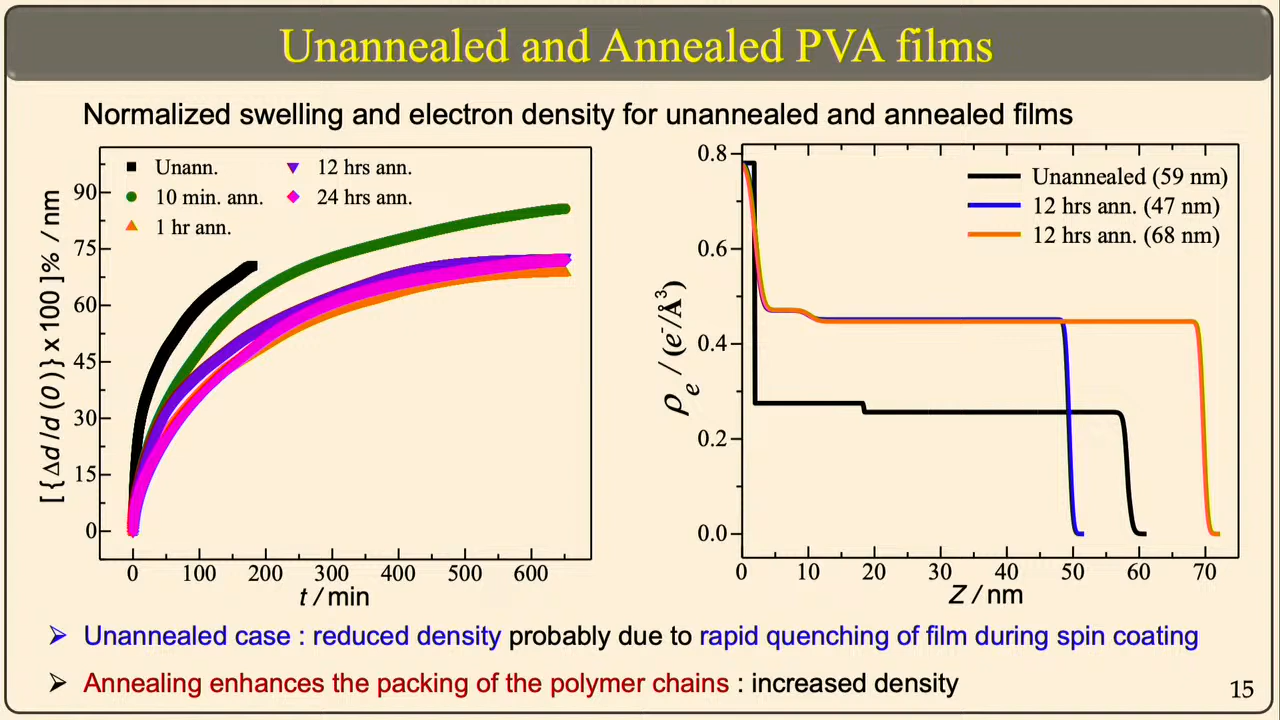 Unannealed and Annealed PVA films
Normalized swelling and electron density for unannealed and annealed films
[{Δd/d(0)} x 100]% / nm
90
75
60
45
30
15
0
Unann.
10 min. ann.
1 hr ann.
12 hrs ann.
24 hrs ann.
0 100 200 300 400 500 600
t / min
ρe / (e-/Å3)
0.8
0.6
0.4
0.2
0.0
Unannealed (59 nm)
12 hrs ann. (47 nm)
12 hrs ann. (68 nm)
0 10 20 30 40 50 60 70
Z / nm
➢ Unannealed case : reduced density probably due to rapid quenching of film during spin coating
➢ Annealing enhances the packing of the polymer chains : increased density
15